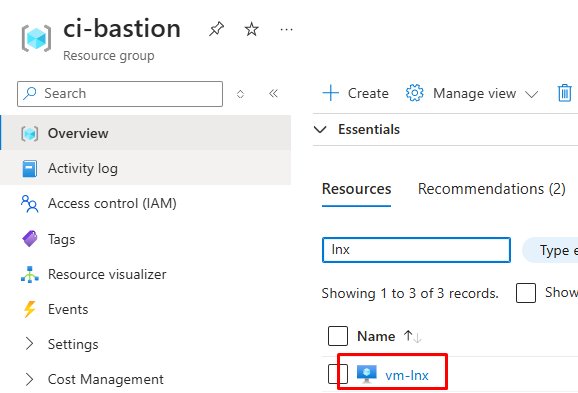 ci-bastion
Resource group
Search
Overview
Activity log
Access control (IAM)
Tags
Resource visualizer
Events
Settings
Cost Management
Create
Manage view
Essentials
Resources
Recommendations (2)
lnx
Type e
Showing 1 to 3 of 3 records.
Show
Name
vm-lnx